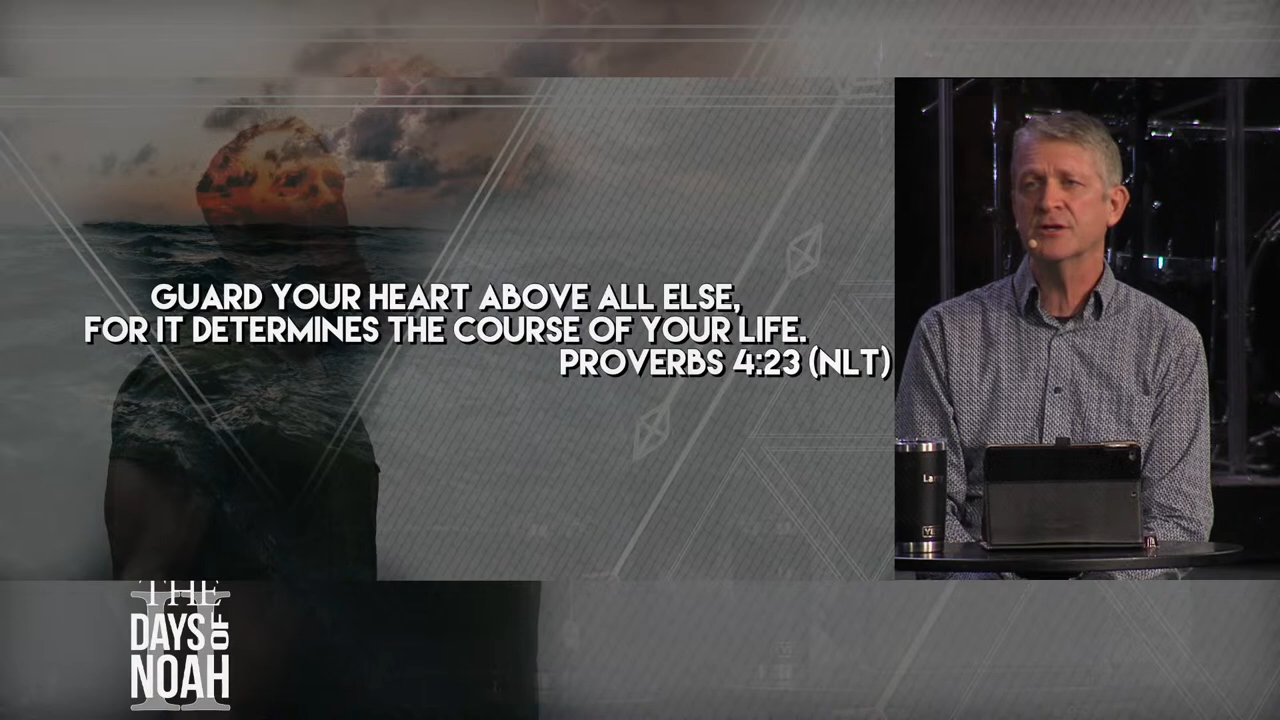 GUARD YOUR HEART ABOVE ALL ELSE,
FOR IT DETERMINES THE COURSE OF YOUR LIFE.
PROVERBS 4:23 (NLT)
THE
DAYS OF
NOAH
II